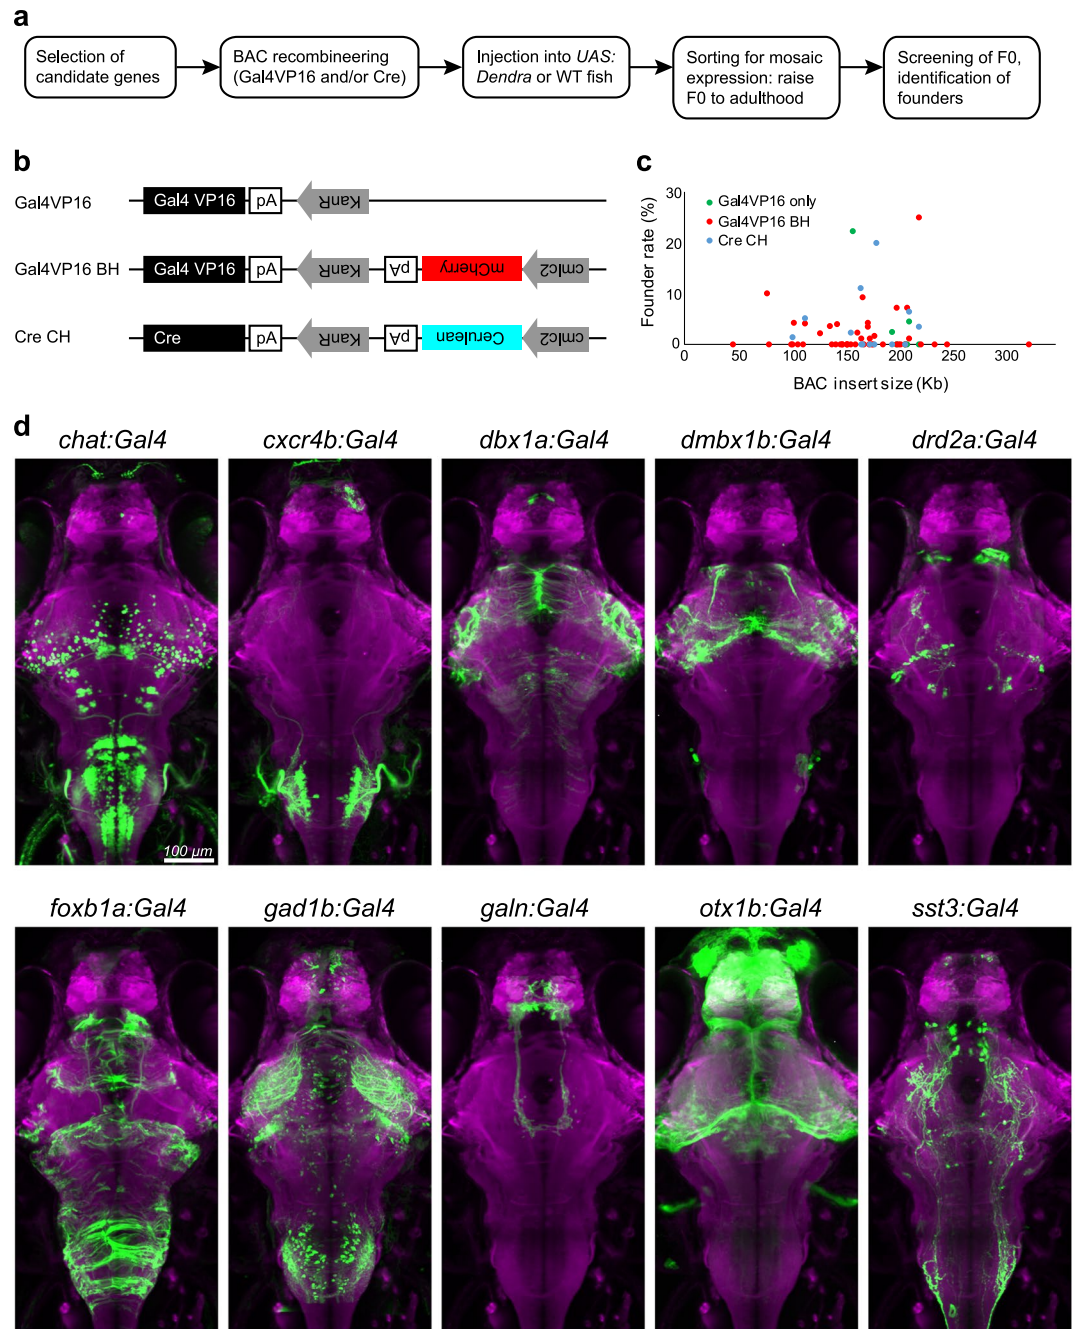 a
Selection of
candidate genes
BAC recombineering
(Gal4VP16 and/or Cre)
Injection into UAS:
Dendra or WT fish
Sorting for mosaic
expression: raise
F0 to adulthood
Screening of F0,
identification of
founders
b
Gal4VP16
Gal4 VP16
pA
KanR
Gal4VP16 BH
Gal4 VP16
pA
KanR
pA
mCherry
cmlc2
Cre CH
Cre
pA
KanR
pA
Cerulean
cmlc2
c
Founder rate (%)
30
20
10
0
Gal4VP16 only
Gal4VP16 BH
Cre CH
0 50 100 150 200 250 300
BAC insert size (Kb)
d
chat:Gal4
cxcr4b:Gal4
dbx1a:Gal4
dmbx1b:Gal4
drd2a:Gal4
100 µm
foxb1a:Gal4
gad1b:Gal4
galn:Gal4
otx1b:Gal4
sst3:Gal4